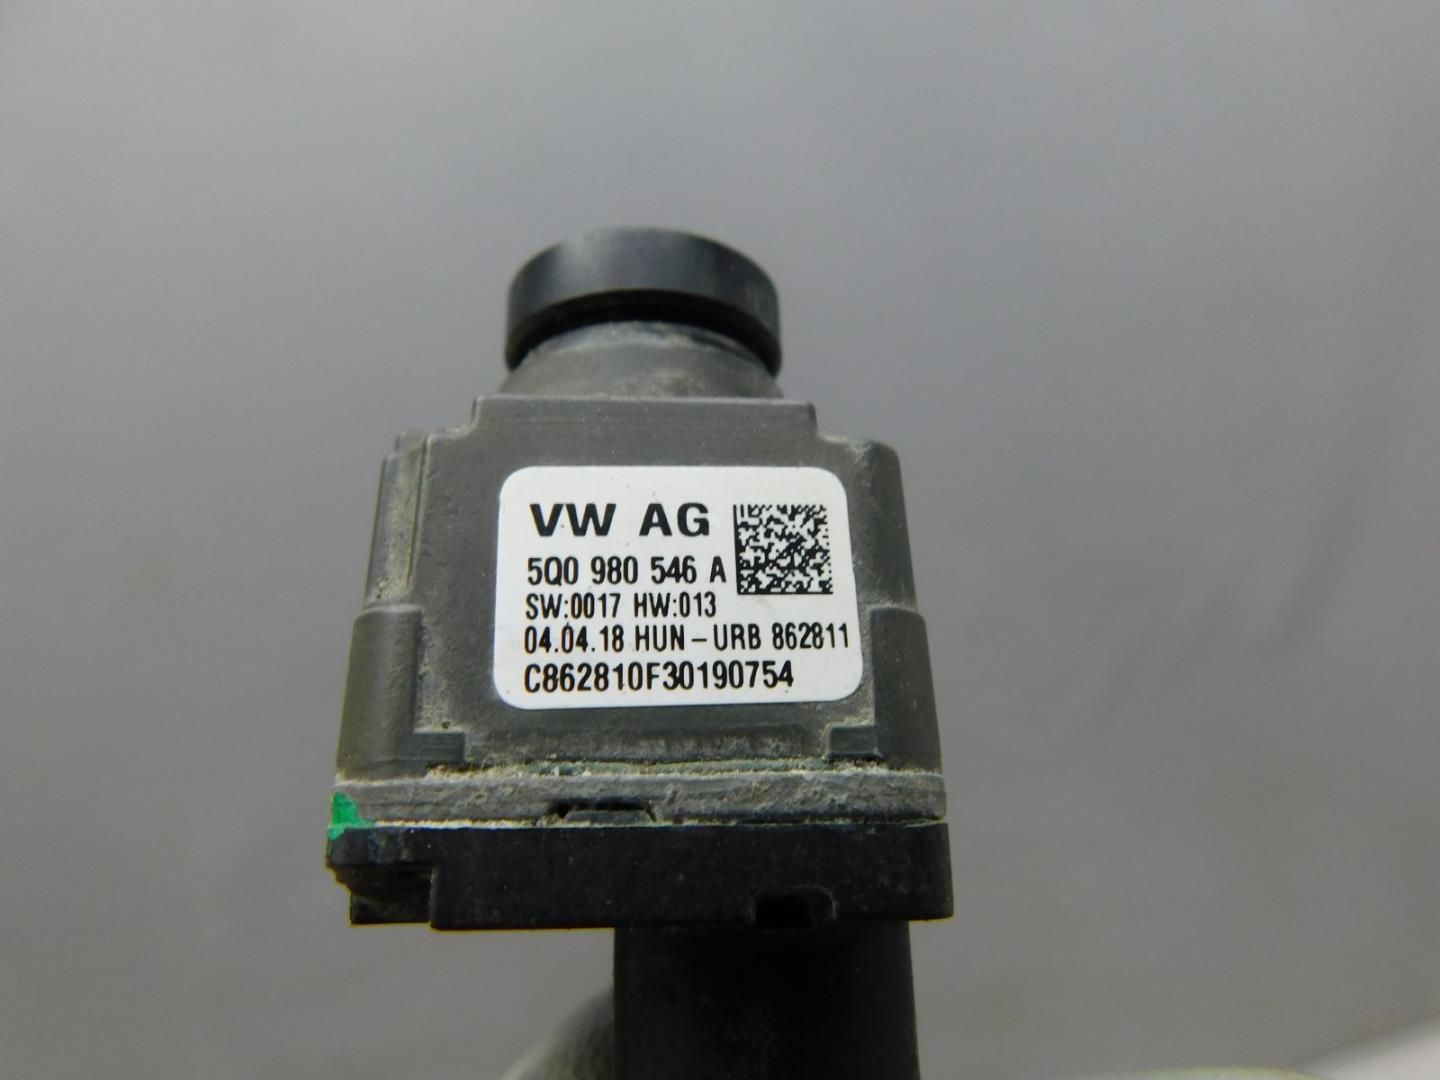 VW AG
5Q0 980 546 A
SW:0017 HW:013
04.04.18 HUN-URB 862811
C862810F30190754